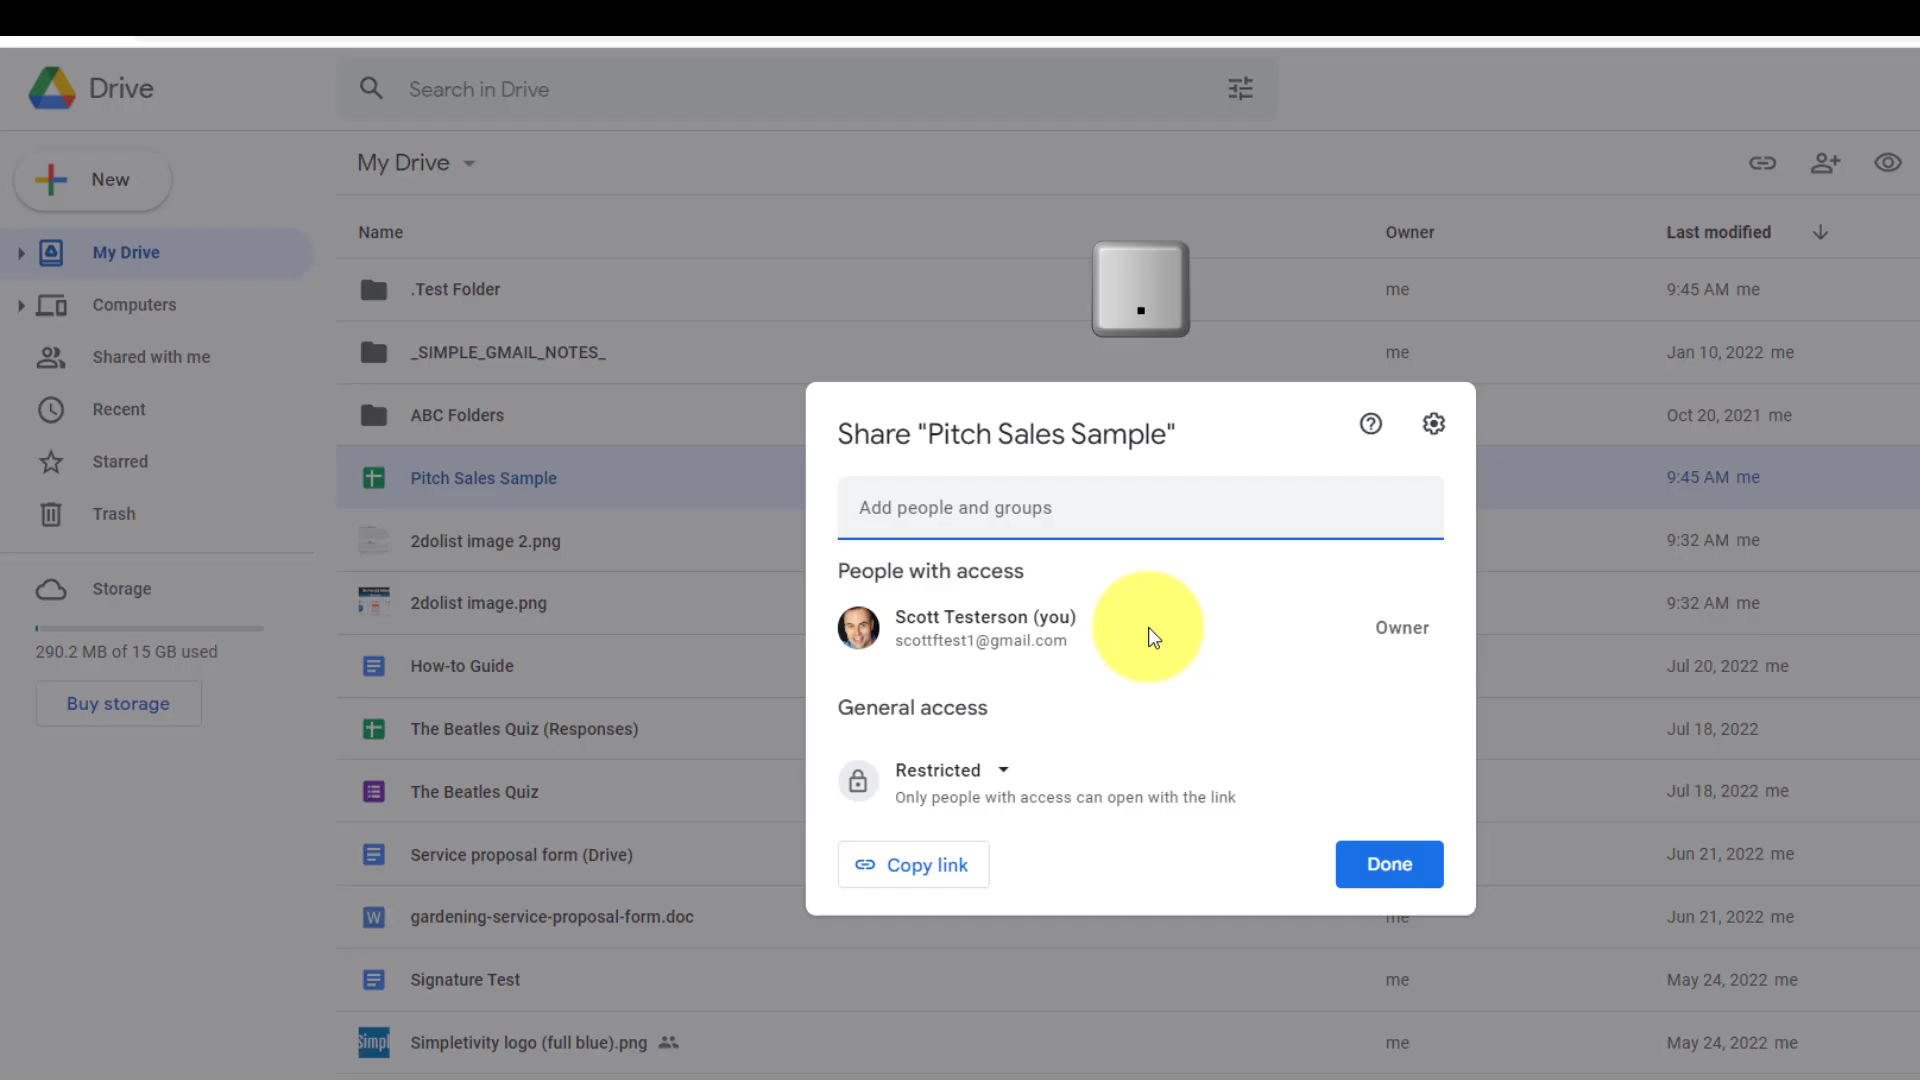 Drive
Search in Drive
New
My Drive
Computers
Shared with me
Recent
Starred
Trash
Storage
290.2 MB of 15 GB used
Buy storage
My Drive
Name Owner Last modified
.Test Folder me 9:45 AM me
_SIMPLE_GMAIL_NOTES_ me Jan 10, 2022 me
ABC Folders Oct 20, 2021 me
Pitch Sales Sample 9:45 AM me
2dolist image 2.png 9:32 AM me
2dolist image.png 9:32 AM me
How-to Guide Jul 20, 2022 me
The Beatles Quiz (Responses) Jul 18, 2022
The Beatles Quiz Jul 18, 2022 me
Service proposal form (Drive) Jun 21, 2022 me
W gardening-service-proposal-form.doc me Jun 21, 2022 me
Signature Test me May 24, 2022 me
Simpl Simpletivity logo (full blue).png me May 24, 2022 me
.
Share "Pitch Sales Sample"
Add people and groups
People with access
Scott Testerson (you)
scottftest1@gmail.com
Owner
General access
Restricted
Only people with access can open with the link
Copy link
Done